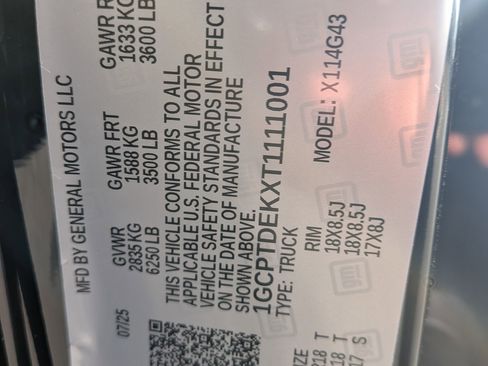 MFD BY GENERAL MOTORS LLC
07/25
GVWR
2835 KG
6250 LB
GAWR FRT
1588 KG
3500 LB
GAWR
1633 KG
3600 LB
THIS VEHICLE CONFORMS TO ALL
APPLICABLE U.S. FEDERAL MOTOR
VEHICLE SAFETY STANDARDS IN EFFECT
ON THE DATE OF MANUFACTURE
SHOWN ABOVE.
1GCPTDEKXT1111001
TYPE: TRUCK
MODEL: X114G43
RIM
18X8.5J
18X8.5J
17X8J
gm